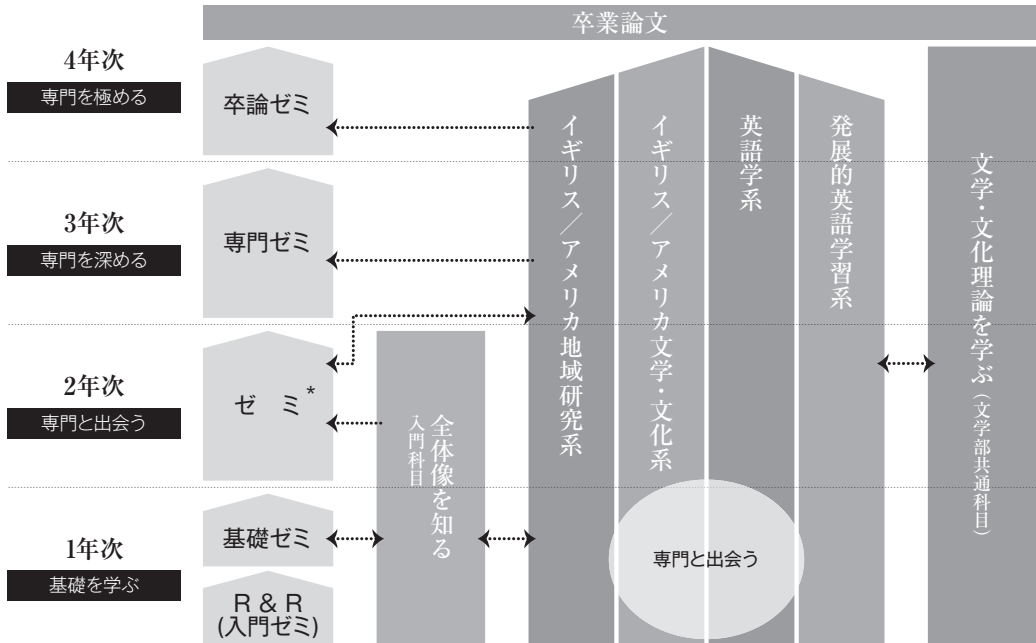 卒業論文
4年次
専門を極める
卒論ゼミ
3年次
専門を深める
専門ゼミ
2年次
専門と出会う
ゼ ミ*
1年次
基礎を学ぶ
基礎ゼミ
R & R
(入門ゼミ)
全体像を知る
入門科目
イギリス/アメリカ地域研究系
イギリス/アメリカ文学・文化系
英語学系
発展的英語学習系
専門と出会う
文学・文化理論を学ぶ(文学部共通科目)